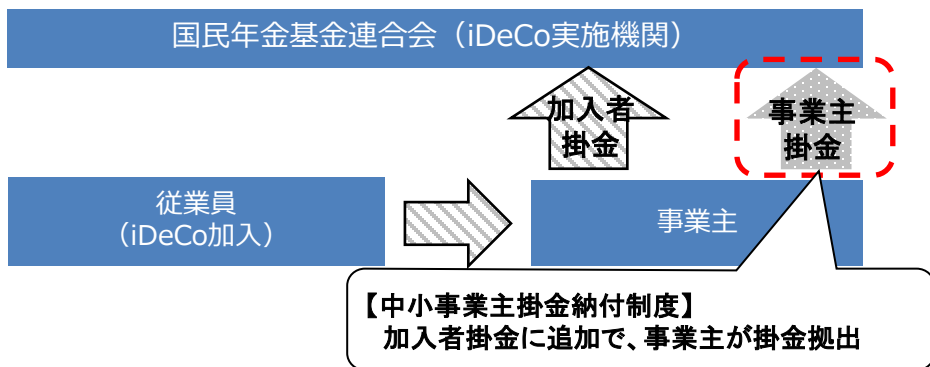 国民年金基金連合会（iDeCo実施機関）
加入者
掛金
事業主
掛金
従業員
（iDeCo加入）
事業主
【中小事業主掛金納付制度】
加入者掛金に追加で、事業主が掛金拠出